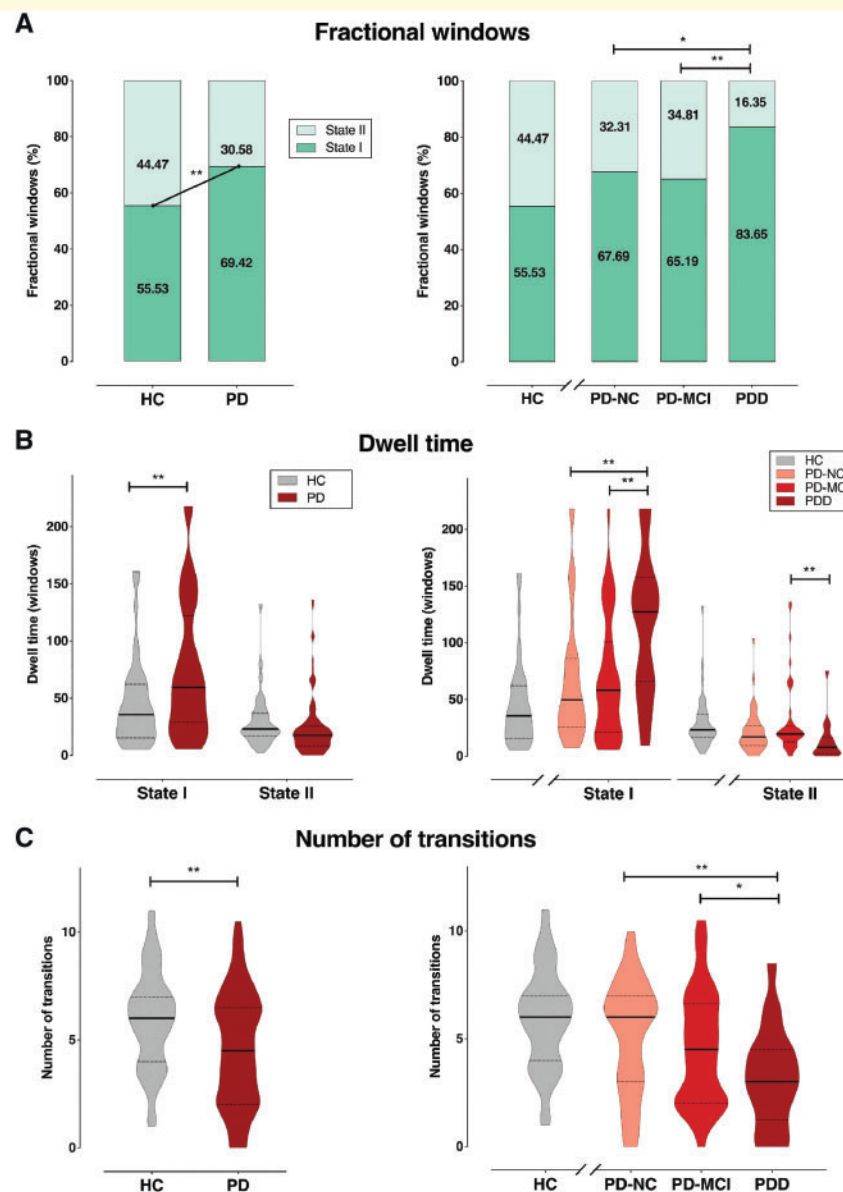 A
Fractional windows
*
**
100
80
60
40
20
0
Fractional windows (%)
44.47
30.58
**
55.53
69.42
HC
PD
State II
State I
100
80
60
40
20
0
Fractional windows (%)
44.47
32.31
34.81
16.35
55.53
67.69
65.19
83.65
HC
PD-NC
PD-MCI
PDD
B
Dwell time
**
HC
PD
200
150
100
50
0
Dwell time (windows)
State I
State II
HC
PD-NC
PD-MC
PDD
**
**
**
200
150
100
50
0
Dwell time (windows)
State I
State II
C
Number of transitions
**
10
5
0
Number of transitions
HC
PD
**
*
10
5
0
Number of transitions
HC
PD-NC
PD-MCI
PDD